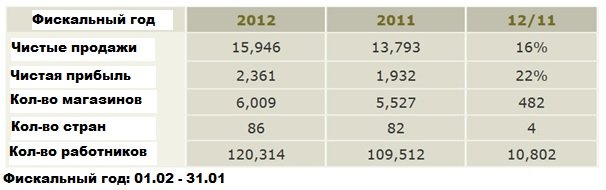 Фискальный год 2012 2011 12/11
Чистые продажи 15,946 13,793 16%
Чистая прибыль 2,361 1,932 22%
Кол-во магазинов 6,009 5,527 482
Кол-во стран 86 82 4
Кол-во работников 120,314 109,512 10,802
Фискальный год: 01.02 - 31.01